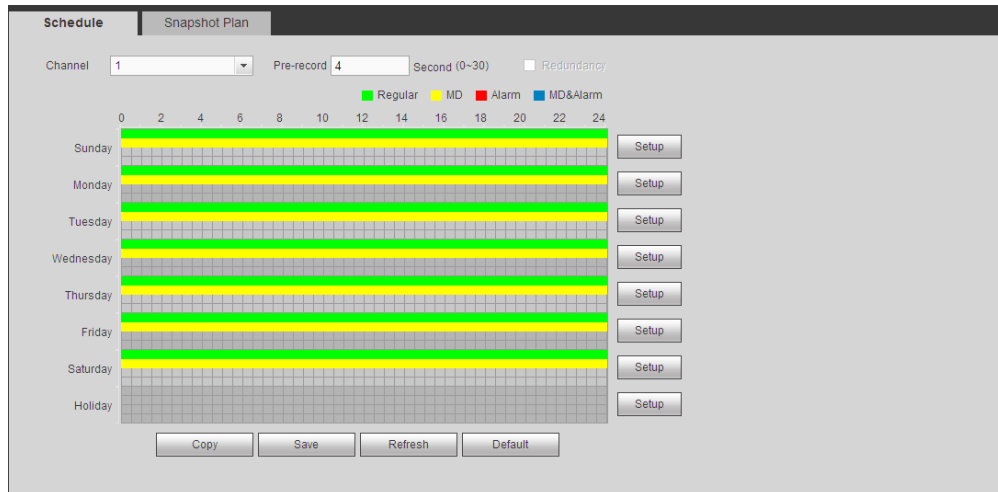 Schedule Snapshot Plan
Channel 1 Pre-record 4 Second (0~30) Redundancy
Regular MD Alarm MD&Alarm
0 2 4 6 8 10 12 14 16 18 20 22 24
Sunday Setup
Monday Setup
Tuesday Setup
Wednesday Setup
Thursday Setup
Friday Setup
Saturday Setup
Holiday Setup
Copy Save Refresh Default